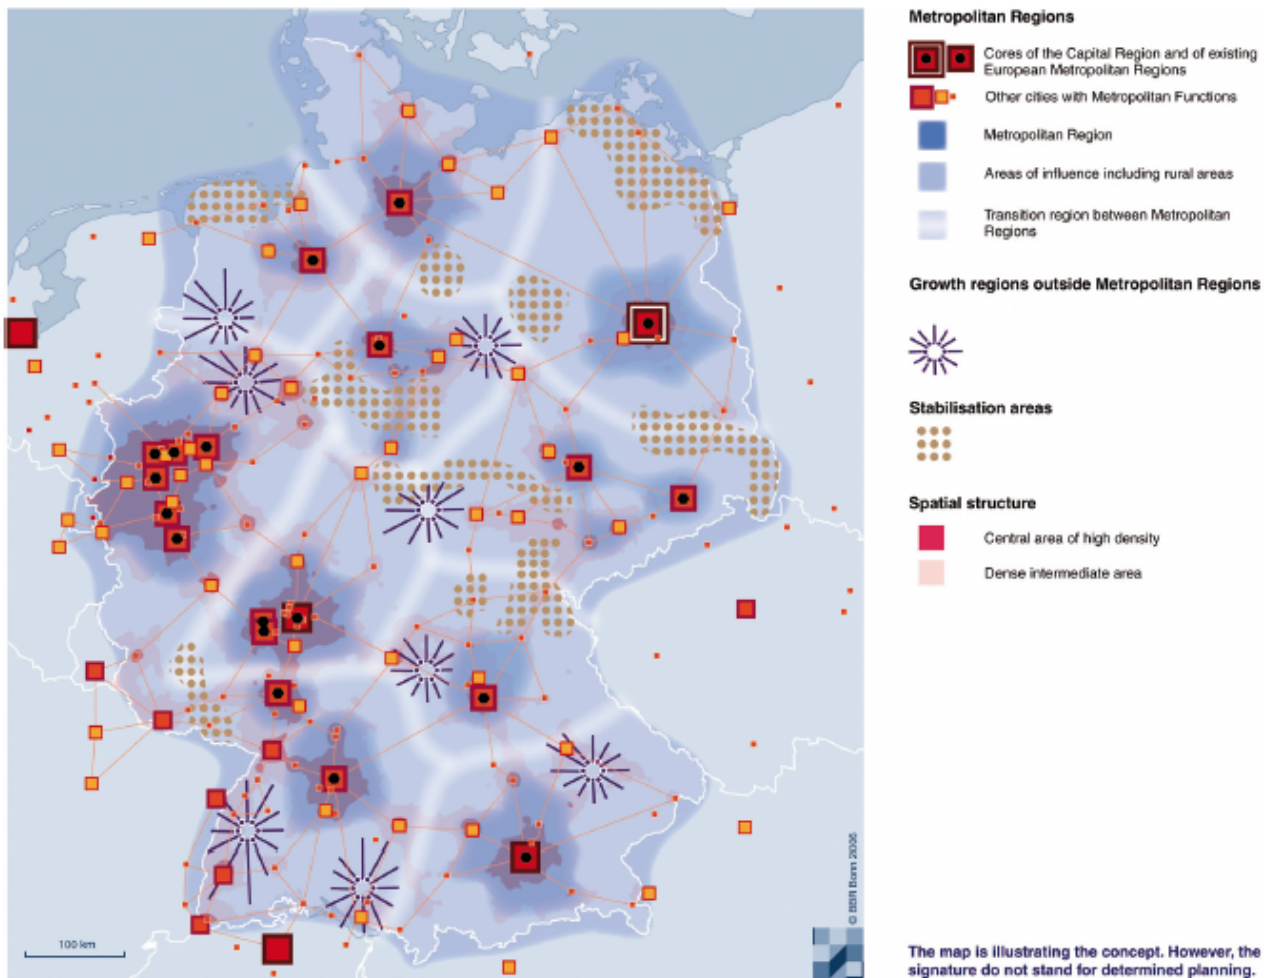 Metropolitan Regions
Cores of the Capital Region and of existing
European Metropolitan Regions
Other cities with Metropolitan Functions
Metropolitan Region
Areas of influence including rural areas
Transition region between Metropolitan
Regions
Growth regions outside Metropolitan Regions
Stabilisation areas
Spatial structure
Central area of high density
Dense intermediate area
100 km
© BBR Bonn 2006
The map is illustrating the concept. However, the
signature do not stand for determined planning.